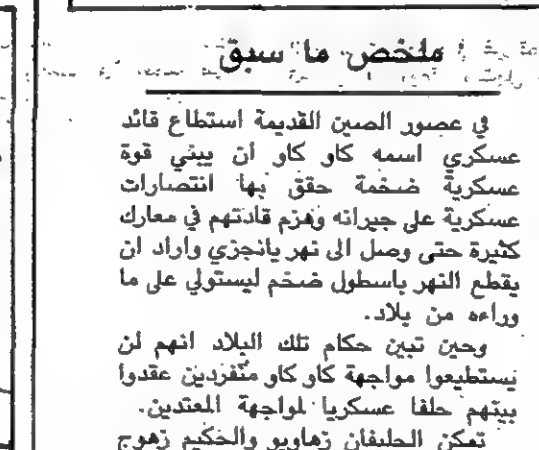 ملخص ما سبق
في عصور الصين القديمة استطاع قائد
عسكري اسمه كاو كاو ان يبني قوة
عسكرية ضخمة حقق بها انتصارات
عسكرية على جيرانه وهزم قادتهم في معارك
كثيرة حتى وصل الى نهر يانجزي واراد ان
يقطع النهر باسطول ضخم ليستولي على ما
وراءه من بلاد.
وحين تبين حكام تلك البلاد انهم لن
يستطيعوا مواجهة كاو كاو منفردين عقدوا
بينهم حلفا عسكريا لمواجهة المعتدين.
تمكن الحليفان زهاويو والحكيم زهوج